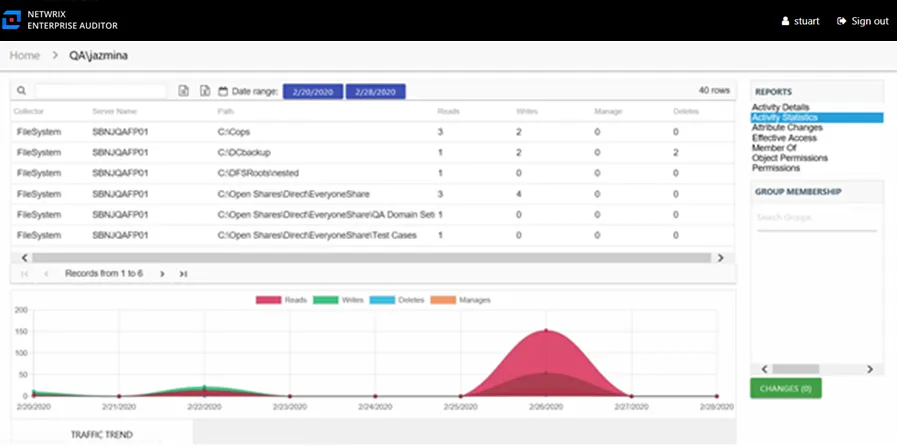 NETWRIX
ENTERPRISE AUDITOR
stuart Sign out
Home > QA\jazmina
Date range: 2/20/2020 2/28/2020 40 rows
Collector Server Name Path Reads Writes Manage Deletes
FileSystem SBNJQAFP01 C:\Cops 3 2 0 0
FileSystem SBNJQAFP01 C:\DCbackup 1 2 0 2
FileSystem SBNJQAFP01 C:\DFSRoots\nested 1 0 0 0
FileSystem SBNJQAFP01 C:\Open Shares\Direct\EveryoneShare 3 4 0 0
FileSystem SBNJQAFP01 C:\Open Shares\Direct\EveryoneShare\QA Domain Set 1 0 0 0
FileSystem SBNJQAFP01 C:\Open Shares\Direct\EveryoneShare\Test Cases 1 0 0 0
Records from 1 to 6
REPORTS
Activity Details
Activity Statistics
Attribute Changes
Effective Access
Member Of
Object Permissions
Permissions
GROUP MEMBERSHIP
Search Groups
CHANGES (0)
Reads Writes Deletes Manages
200
150
100
50
0
2/20/2020 2/21/2020 2/22/2020 2/23/2020 2/24/2020 2/25/2020 2/26/2020 2/27/2020 2/28/2020
TRAFFIC TREND